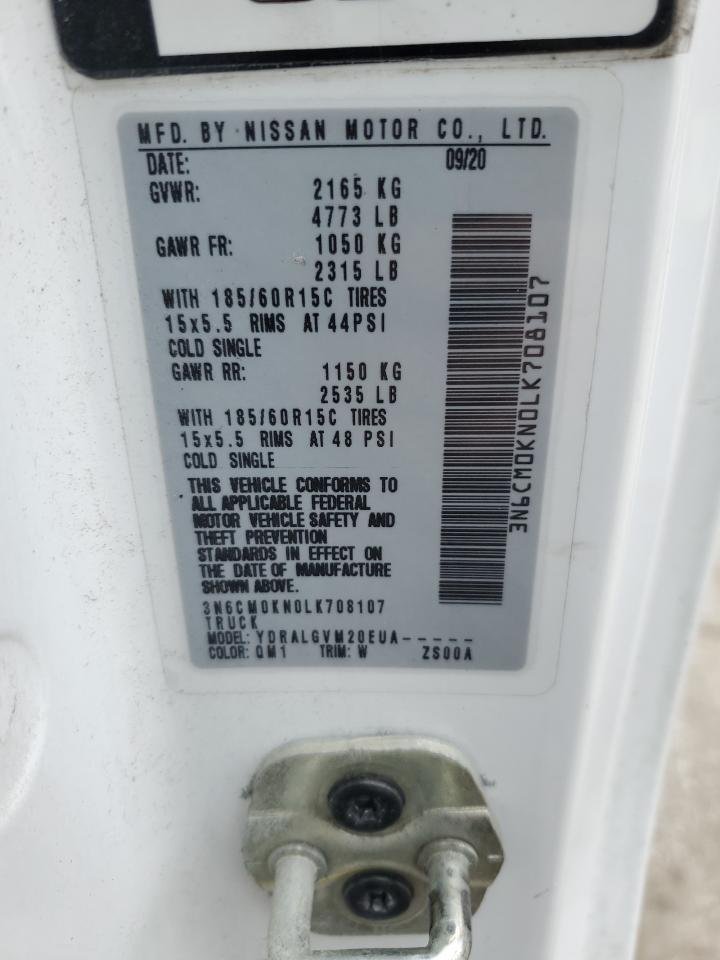 MFD. BY NISSAN MOTOR CO., LTD.
DATE: 09/20
GVWR: 2165 KG
4773 LB
GAWR FR: 1050 KG
2315 LB
WITH 185/60R15C TIRES
15x5.5 RIMS AT 44PSI
COLD SINGLE
GAWR RR: 1150 KG
2535 LB
WITH 185/60R15C TIRES
15x5.5 RIMS AT 48 PSI
COLD SINGLE
THIS VEHICLE CONFORMS TO
ALL APPLICABLE FEDERAL
MOTOR VEHICLE SAFETY AND
THEFT PREVENTION
STANDARDS IN EFFECT ON
THE DATE OF MANUFACTURE
SHOWN ABOVE.
3N6CM0KN0LK708107
TRUCK
MODEL: YDRALGVM20EUA-----
COLOR: QM1 TRIM: W ZS00A
3N6CM0KN0LK708107